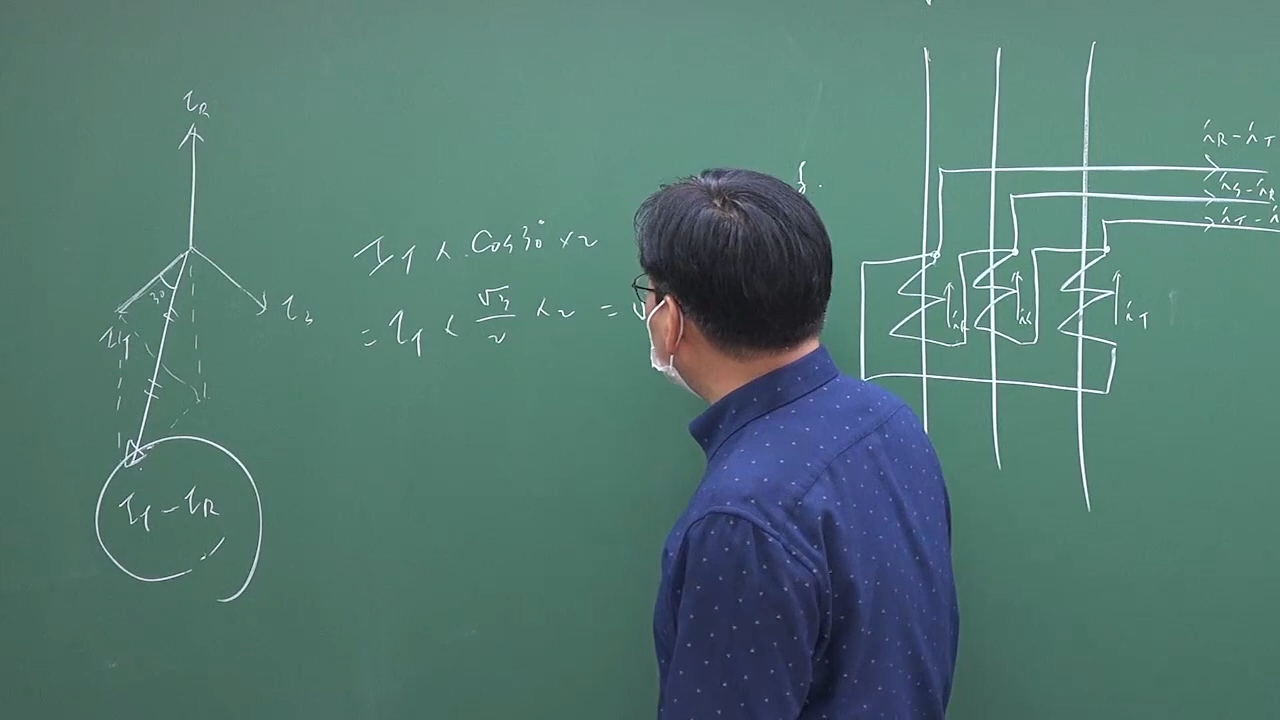 I_R
30
I_T
I_S
I_T - I_R
I_T × cos30° × 2
= I_T × √3/2 × 2 = √
i_R - i_T
i_S - i_R
i_T - i
i_R
i_S
i_T